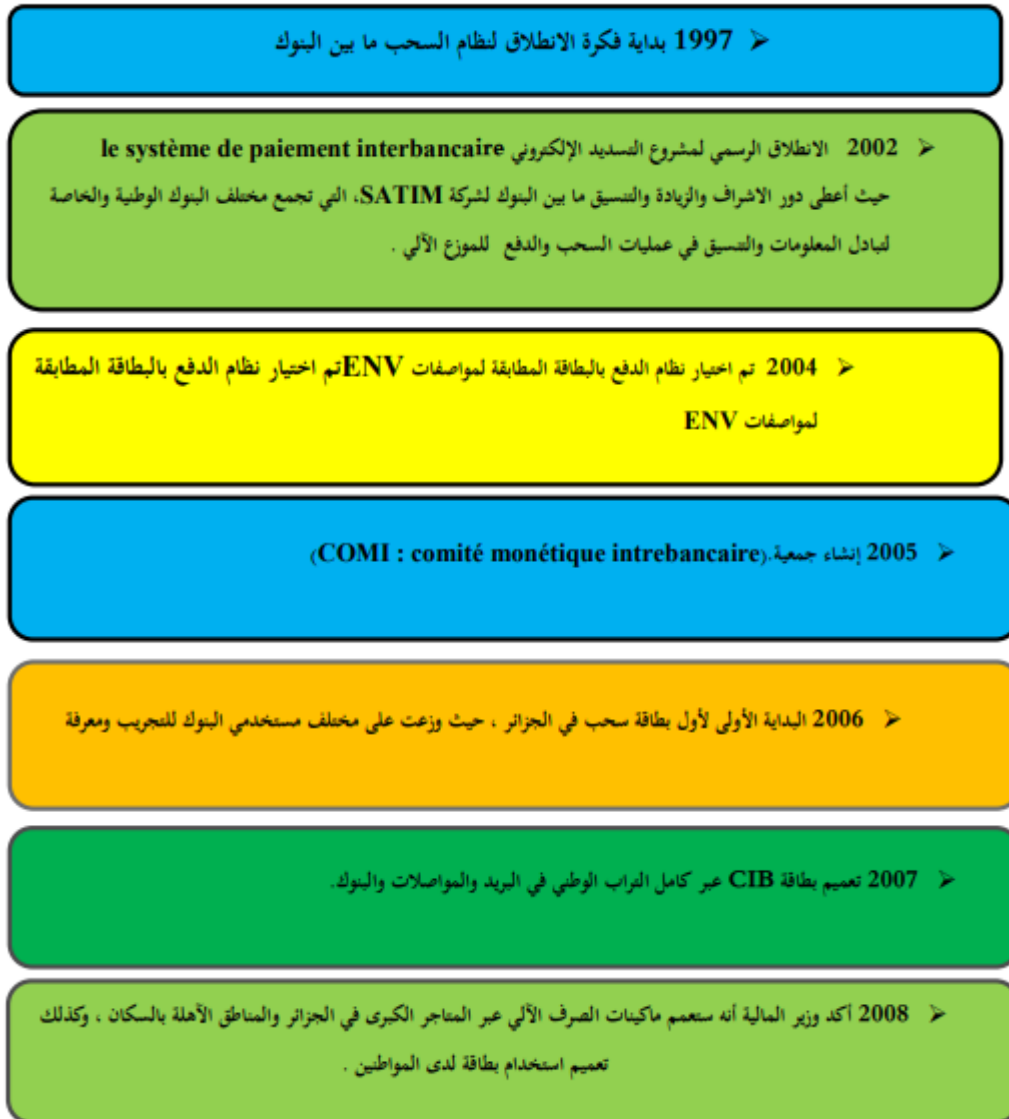 ➢ 1997 بداية فكرة الانطلاق لنظام السحب ما بين البنوك
➢ 2002 الانطلاق الرسمي لمشروع التسديد الإلكتروني le système de paiement interbancaire
حيث أعطى دور الاشراف والزيادة والتنسيق ما بين البنوك لشركة SATIM، التي تجمع مختلف البنوك الوطنية والخاصة
لتبادل المعلومات والتنسيق في عمليات السحب والدفع للموزع الآلي .
➢ 2004 تم اختيار نظام الدفع بالبطاقة المطابقة لمواصفات ENVتم اختيار نظام الدفع بالبطاقة المطابقة
لمواصفات ENV
➢ 2005 إنشاء جمعية.(COMI : comité monétique intrebancaire)
➢ 2006 البداية الأولى لأول بطاقة سحب في الجزائر ، حيث وزعت على مختلف مستخدمي البنوك للتجريب ومعرفة
➢ 2007 تعميم بطاقة CIB عبر كامل التراب الوطني في البريد والمواصلات والبنوك.
➢ 2008 أكد وزير المالية أنه ستعمم ماكينات الصرف الآلي عبر المتاجر الكبرى في الجزائر والمناطق الآهلة بالسكان ، وكذلك
تعميم استخدام بطاقة لدى المواطنين .